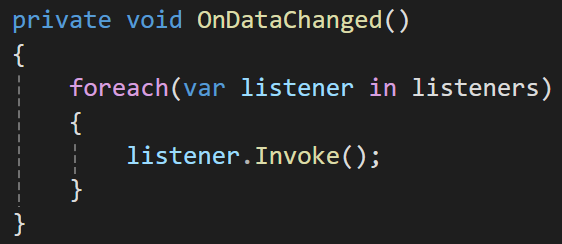 private void OnDataChanged()
{
    foreach(var listener in listeners)
    {
        listener.Invoke();
    }
}